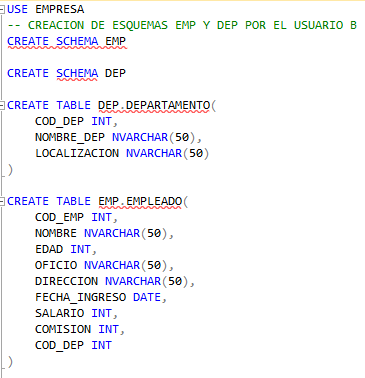 USE EMPRESA
-- CREACION DE ESQUEMAS EMP Y DEP POR EL USUARIO B
CREATE SCHEMA EMP
CREATE SCHEMA DEP
CREATE TABLE DEP.DEPARTAMENTO(
COD_DEP INT,
NOMBRE_DEP NVARCHAR(50),
LOCALIZACION NVARCHAR(50)
)
CREATE TABLE EMP.EMPLEADO(
COD_EMP INT,
NOMBRE NVARCHAR(50),
EDAD INT,
OFICIO NVARCHAR(50),
DIRECCION NVARCHAR(50),
FECHA_INGRESO DATE,
SALARIO INT,
COMISION INT,
COD_DEP INT
)